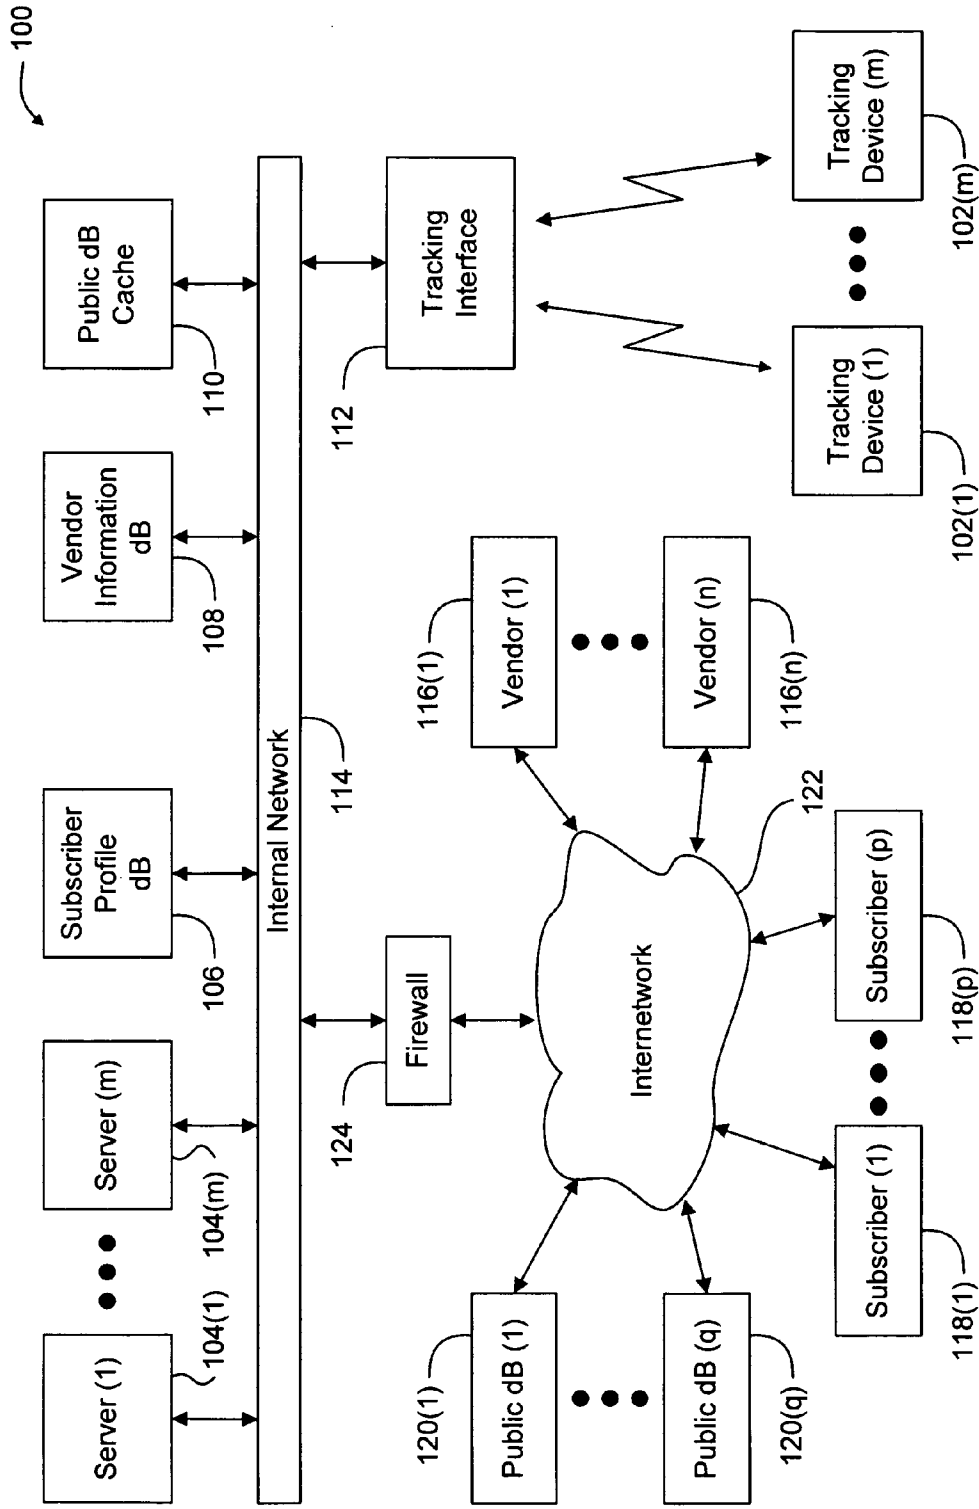 100
Server (1)
104(1)
Server (m)
104(m)
Subscriber
Profile
dB
106
Vendor
Information
dB
108
Public dB
Cache
110
Internal Network
114
Firewall
124
Tracking
Interface
112
Public dB (1)
120(1)
Public dB (q)
120(q)
Internetwork
122
Vendor (1)
116(1)
Vendor (n)
116(n)
Subscriber (1)
118(1)
Subscriber (p)
118(p)
Tracking
Device (1)
102(1)
Tracking
Device (m)
102(m)